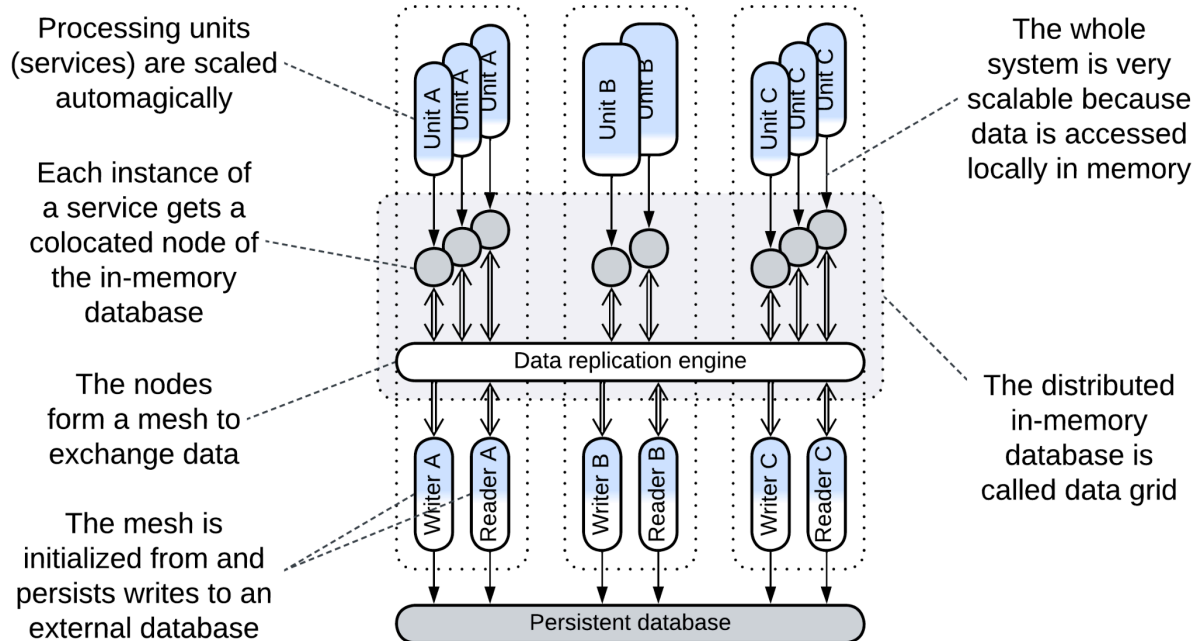 Processing units
(services) are scaled
automagically
Each instance of
a service gets a
colocated node of
the in-memory
database
The nodes
form a mesh to
exchange data
The mesh is
initialized from and
persists writes to an
external database
Unit A
Unit A
Unit A
Unit B
Unit B
Unit C
Unit C
Unit C
Data replication engine
Writer A
Reader A
Writer B
Reader B
Writer C
Reader C
Persistent database
The whole
system is very
scalable because
data is accessed
locally in memory
The distributed
in-memory
database is
called data grid